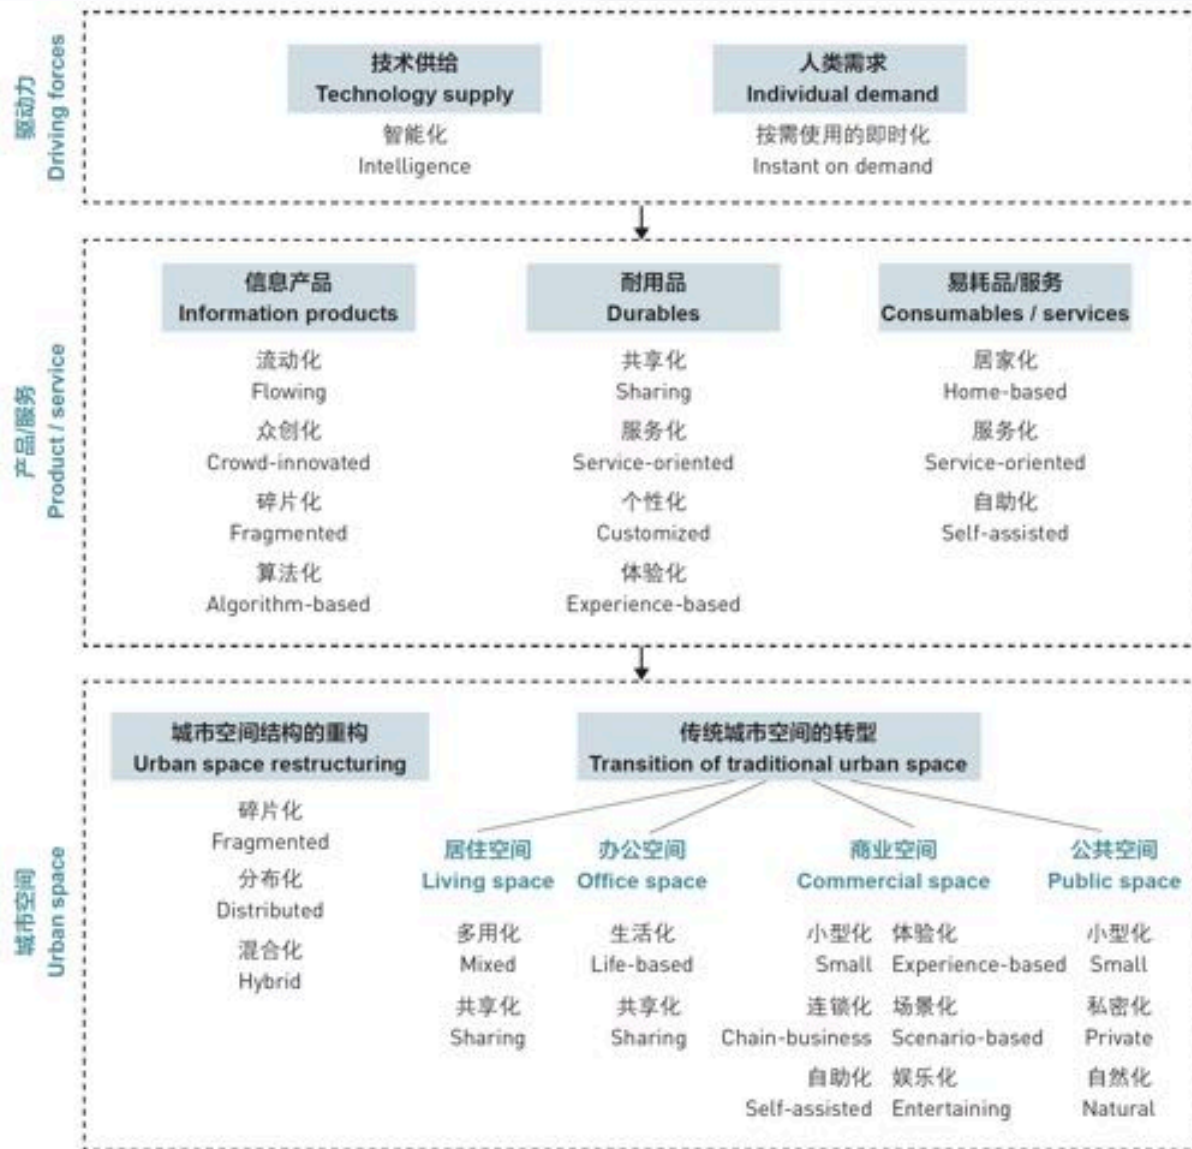 驱动力
Driving forces
技术供给
Technology supply
智能化
Intelligence
人类需求
Individual demand
按需使用的即时化
Instant on demand
产品/服务
Product / service
信息产品
Information products
流动化
Flowing
众创化
Crowd-innovated
碎片化
Fragmented
算法化
Algorithm-based
耐用品
Durables
共享化
Sharing
服务化
Service-oriented
个性化
Customized
体验化
Experience-based
易耗品/服务
Consumables / services
居家化
Home-based
服务化
Service-oriented
自助化
Self-assisted
城市空间
Urban space
城市空间结构的重构
Urban space restructuring
碎片化
Fragmented
分布化
Distributed
混合化
Hybrid
传统城市空间的转型
Transition of traditional urban space
居住空间
Living space
多用化
Mixed
共享化
Sharing
办公空间
Office space
生活化
Life-based
共享化
Sharing
商业空间
Commercial space
小型化 体验化
Small Experience-based
连锁化 场景化
Chain-business Scenario-based
自助化 娱乐化
Self-assisted Entertaining
公共空间
Public space
小型化
Small
私密化
Private
自然化
Natural